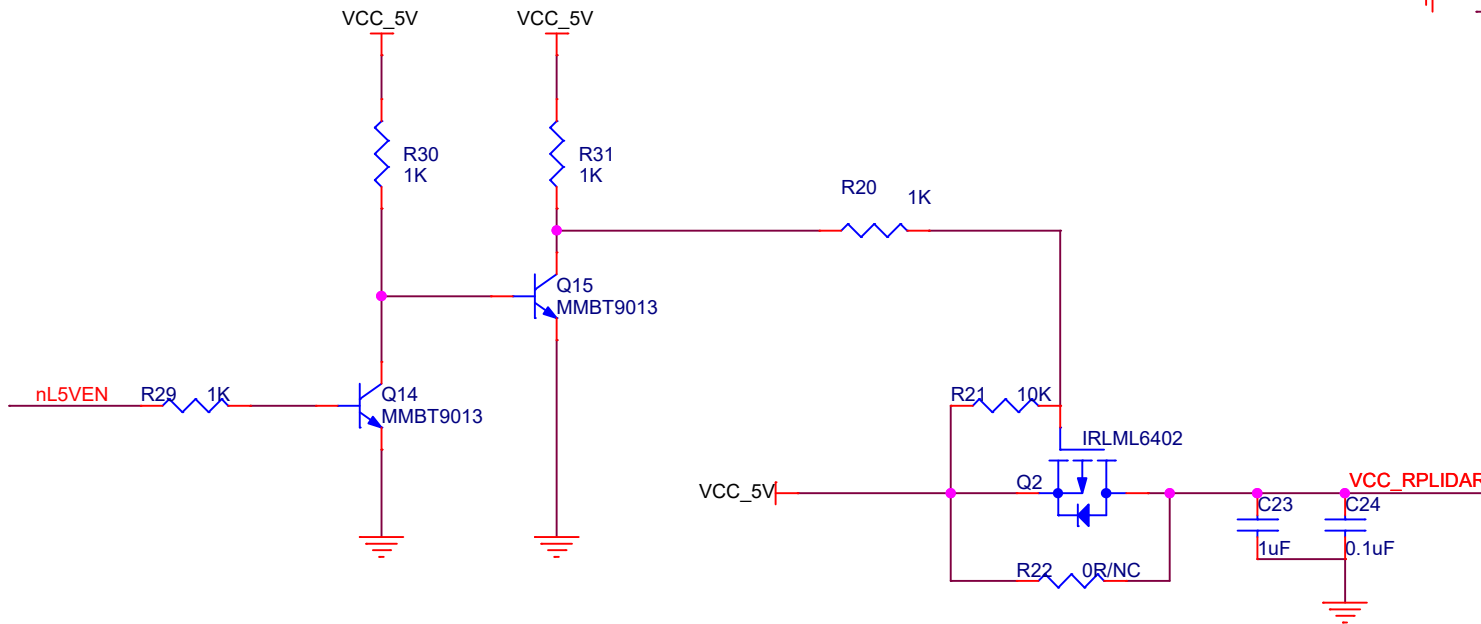 VCC_5V
VCC_5V
R30
1K
R31
1K
R20
1K
Q15
MMBT9013
nL5VEN
R29
1K
Q14
MMBT9013
R21
10K
IRLML6402
VCC_5V
Q2
VCC_RPLIDAR
C23
C24
1uF
0.1uF
R22
0R/NC